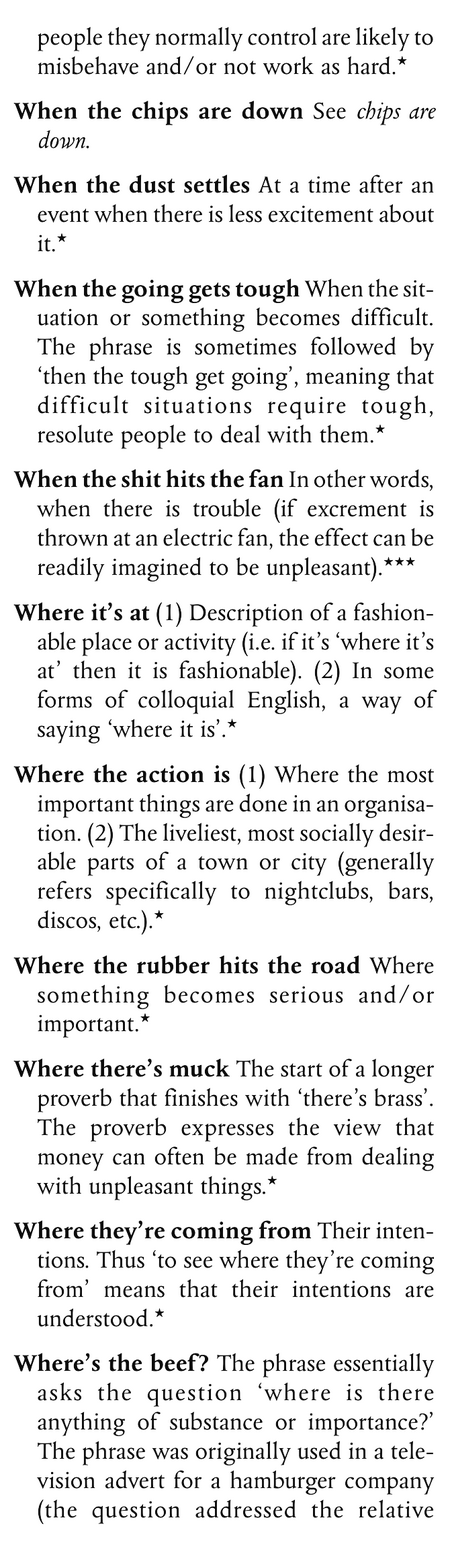 people they normally control are likely to
misbehave and/or not work as hard.★
When the chips are down See chips are
down.
When the dust settles At a time after an
event when there is less excitement about
it.★
When the going gets tough When the sit-
uation or something becomes difficult.
The phrase is sometimes followed by
‘then the tough get going’, meaning that
difficult situations require tough,
resolute people to deal with them.★
When the shit hits the fan In other words,
when there is trouble (if excrement is
thrown at an electric fan, the effect can be
readily imagined to be unpleasant).★★★
Where it’s at (1) Description of a fashion-
able place or activity (i.e. if it’s ‘where it’s
at’ then it is fashionable). (2) In some
forms of colloquial English, a way of
saying ‘where it is’.★
Where the action is (1) Where the most
important things are done in an organisa-
tion. (2) The liveliest, most socially desir-
able parts of a town or city (generally
refers specifically to nightclubs, bars,
discos, etc.).★
Where the rubber hits the road Where
something becomes serious and/or
important.★
Where there’s muck The start of a longer
proverb that finishes with ‘there’s brass’.
The proverb expresses the view that
money can often be made from dealing
with unpleasant things.★
Where they’re coming from Their inten-
tions. Thus ‘to see where they’re coming
from’ means that their intentions are
understood.★
Where’s the beef? The phrase essentially
asks the question ‘where is there
anything of substance or importance?’
The phrase was originally used in a tele-
vision advert for a hamburger company
(the question addressed the relative